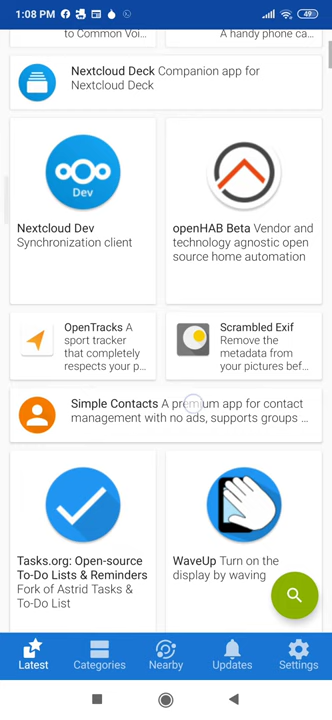 1:08 PM
49
to Common Voi...
A handy phone ca...
Nextcloud Deck Companion app for
Nextcloud Deck
Dev
Nextcloud Dev
Synchronization client
openHAB Beta Vendor and
technology agnostic open
source home automation
OpenTracks A
sport tracker
that completely
respects your p...
Scrambled Exif
Remove the
metadata from
your pictures bef...
Simple Contacts A premium app for contact
management with no ads, supports groups ...
Tasks.org: Open-source
To-Do Lists & Reminders
Fork of Astrid Tasks &
To-Do List
WaveUp Turn on the
display by waving
Latest
Categories
Nearby
Updates
Settings